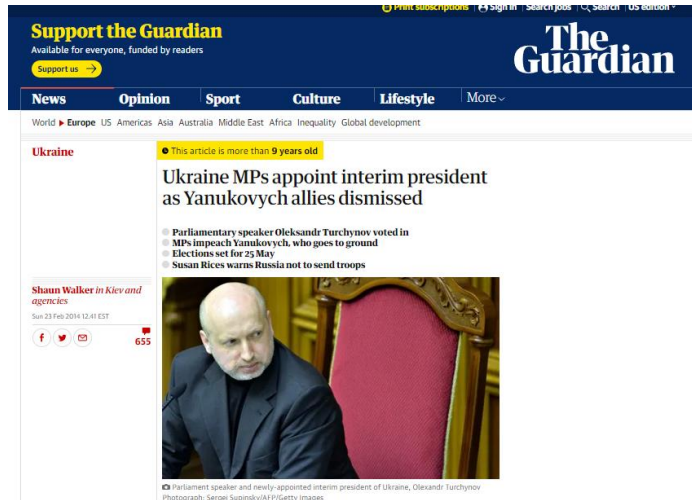 Print subscriptions Sign in Search jobs Search US edition
Support the Guardian
Available for everyone, funded by readers
Support us →
The Guardian
News Opinion Sport Culture Lifestyle More
World ▸ Europe US Americas Asia Australia Middle East Africa Inequality Global development
Ukraine
This article is more than 9 years old
Ukraine MPs appoint interim president
as Yanukovych allies dismissed
Parliamentary speaker Oleksandr Turchynov voted in
MPs impeach Yanukovych, who goes to ground
Elections set for 25 May
Susan Rices warns Russia not to send troops
Shaun Walker in Kiev and
agencies
Sun 23 Feb 2014 12.41 EST
655
Parliament speaker and newly-appointed interim president of Ukraine, Olexandr Turchynov
Photograph: Sergei Supinsky/AFP/Getty Images